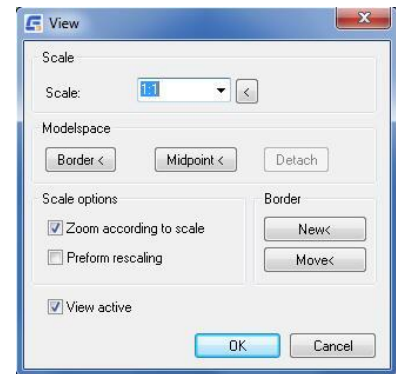 View
Scale
Scale: 1:1 <
Modelspace
Border < Midpoint < Detach
Scale options Border
Zoom according to scale New<
Preform rescaling Move<
View active
OK Cancel